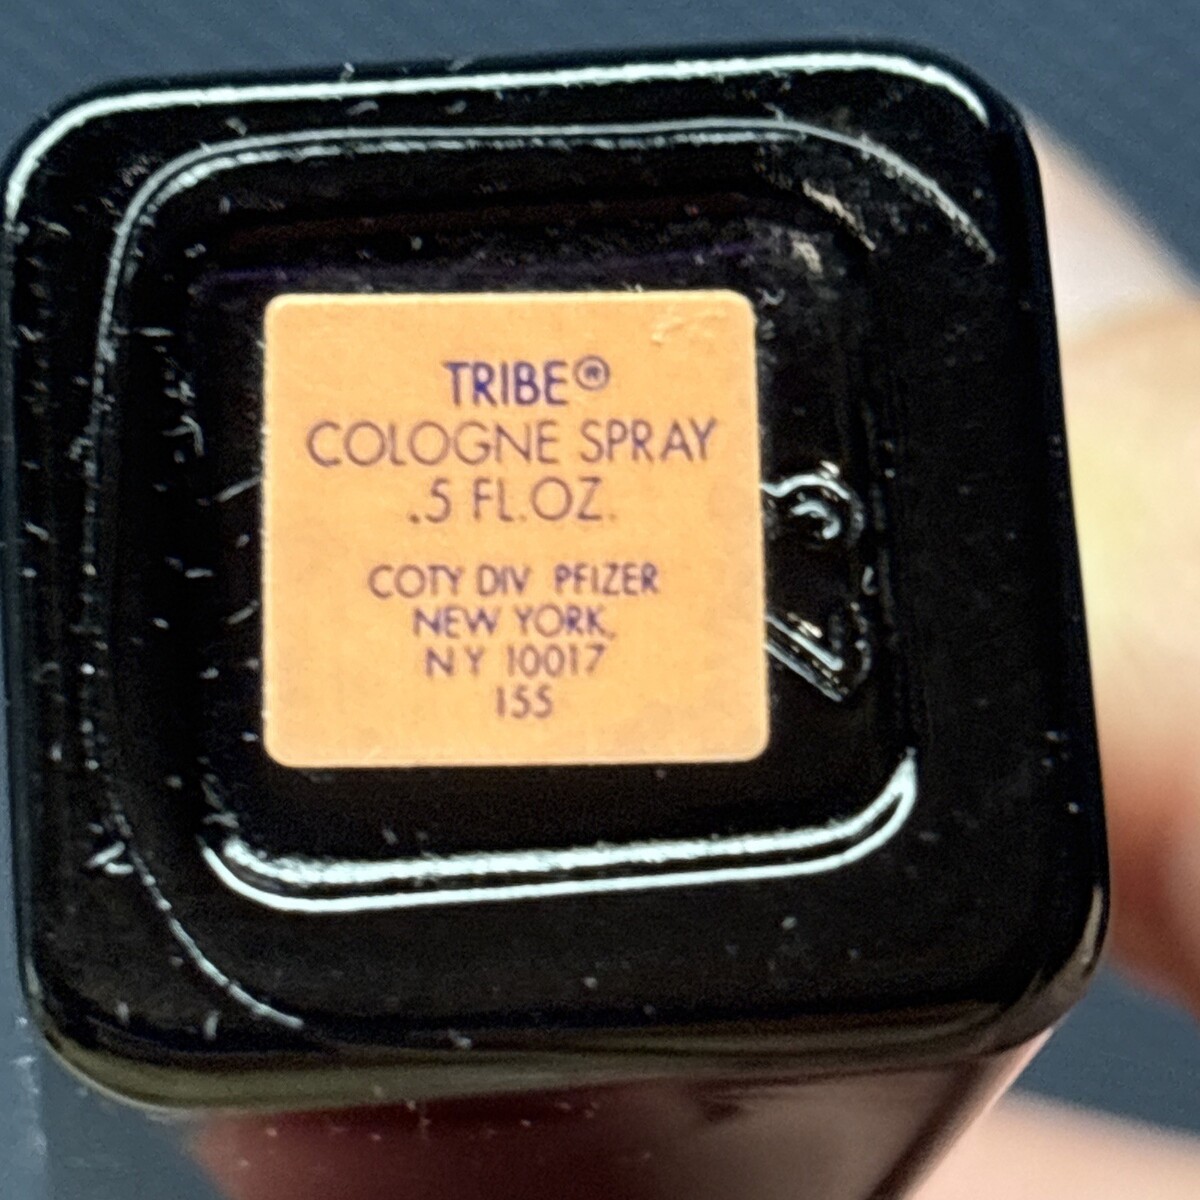 TRIBE®
COLOGNE SPRAY
.5 FL.OZ.
COTY DIV PFIZER
NEW YORK,
N Y 10017
155